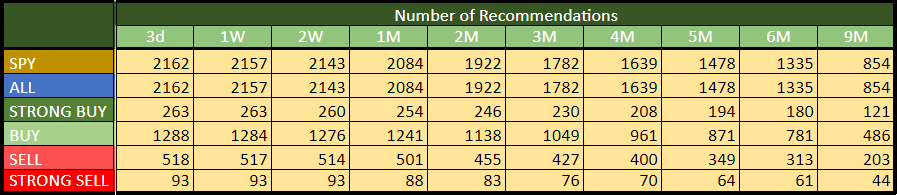 Number of Recommendations
3d 1W 2W 1M 2M 3M 4M 5M 6M 9M
SPY 2162 2157 2143 2084 1922 1782 1639 1478 1335 854
ALL 2162 2157 2143 2084 1922 1782 1639 1478 1335 854
STRONG BUY 263 263 260 254 246 230 208 194 180 121
BUY 1288 1284 1276 1241 1138 1049 961 871 781 486
SELL 518 517 514 501 455 427 400 349 313 203
STRONG SELL 93 93 93 88 83 76 70 64 61 44